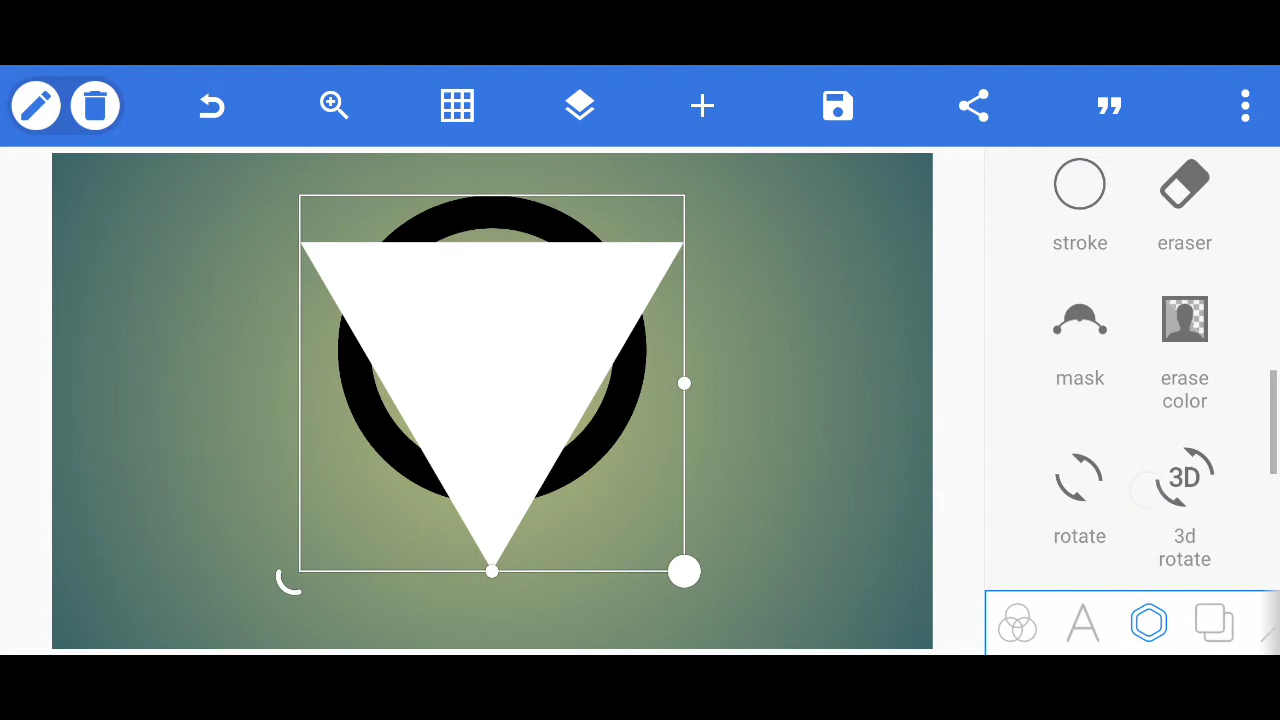 stroke
eraser
mask
erase
color
3D
rotate
3d
rotate